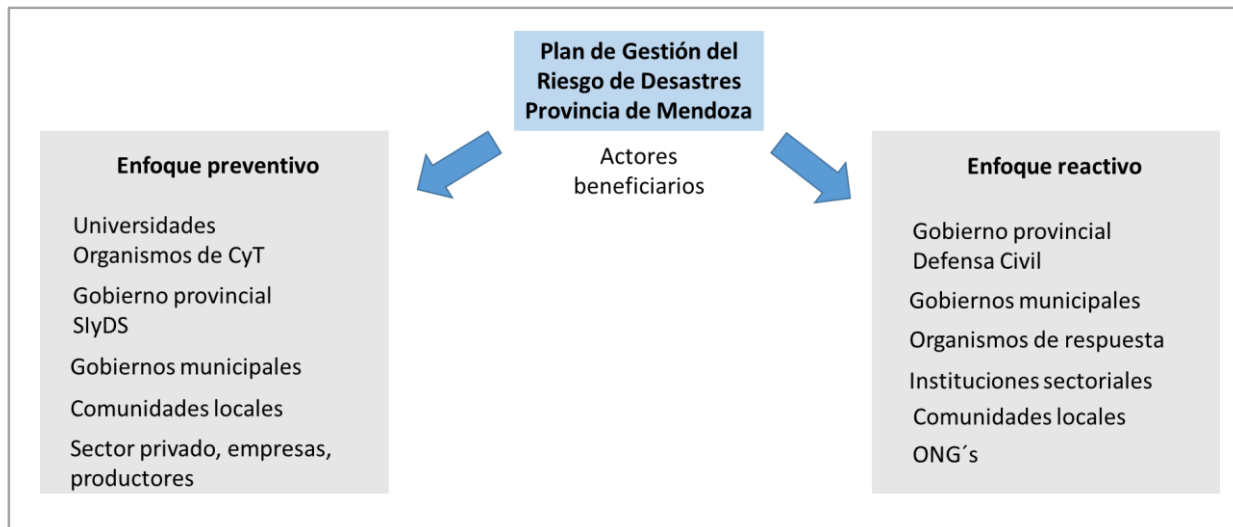 Plan de Gestión del
Riesgo de Desastres
Provincia de Mendoza
Actores
beneficiarios
Enfoque preventivo
Universidades
Organismos de CyT
Gobierno provincial
SIyDS
Gobiernos municipales
Comunidades locales
Sector privado, empresas,
productores
Enfoque reactivo
Gobierno provincial
Defensa Civil
Gobiernos municipales
Organismos de respuesta
Instituciones sectoriales
Comunidades locales
ONG´s